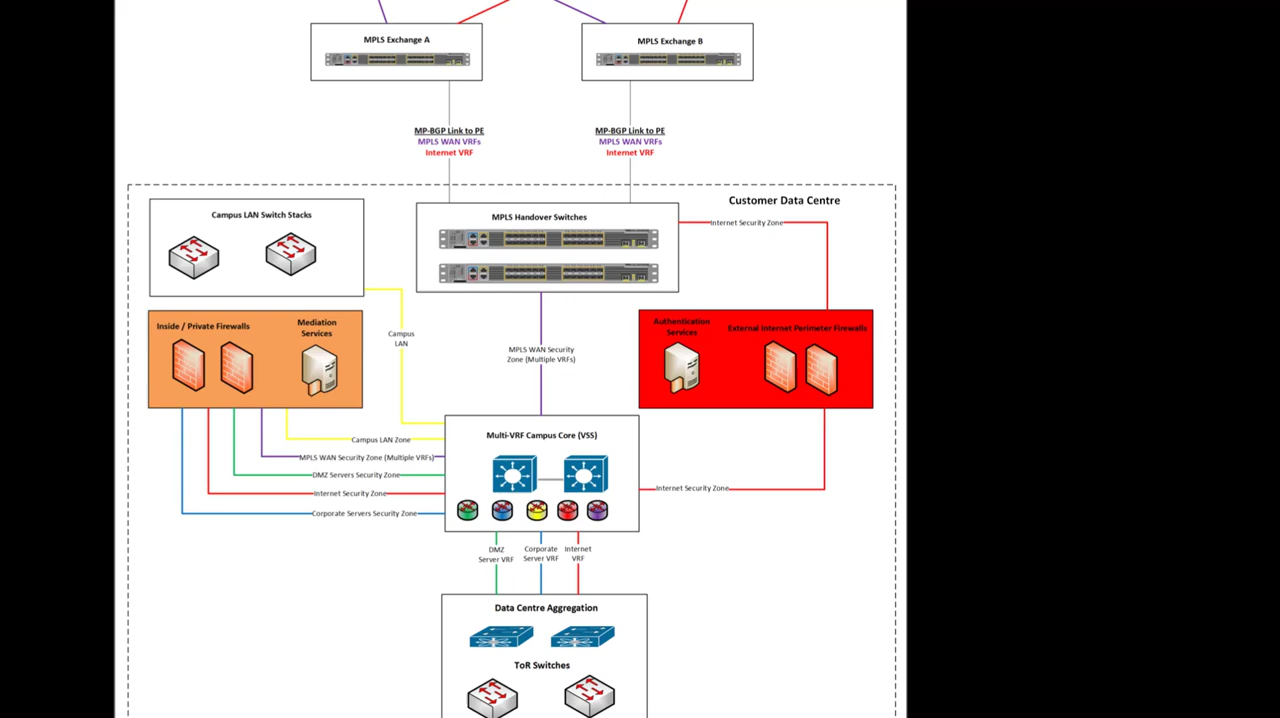 MPLS Exchange A
MPLS Exchange B
MP-BGP Link to PE
MPLS WAN VRFs
Internet VRF
MP-BGP Link to PE
MPLS WAN VRFs
Internet VRF
Customer Data Centre
Campus LAN Switch Stacks
MPLS Handover Switches
Internet Security Zone
Inside / Private Firewalls
Mediation
Services
Campus
LAN
MPLS WAN Security
Zone (Multiple VRFs)
Authentication
Services
External Internet Perimeter Firewalls
Multi-VRF Campus Core (VSS)
Campus LAN Zone
MPLS WAN Security Zone (Multiple VRFs)
DMZ Servers Security Zone
Internet Security Zone
Corporate Servers Security Zone
Internet Security Zone
DMZ
Server VRF
Corporate
Server VRF
Internet
VRF
Data Centre Aggregation
ToR Switches